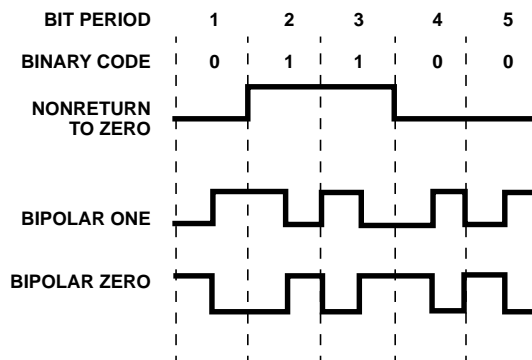 BIT PERIOD 1 2 3 4 5
BINARY CODE 0 1 1 0 0
NONRETURN
TO ZERO
BIPOLAR ONE
BIPOLAR ZERO